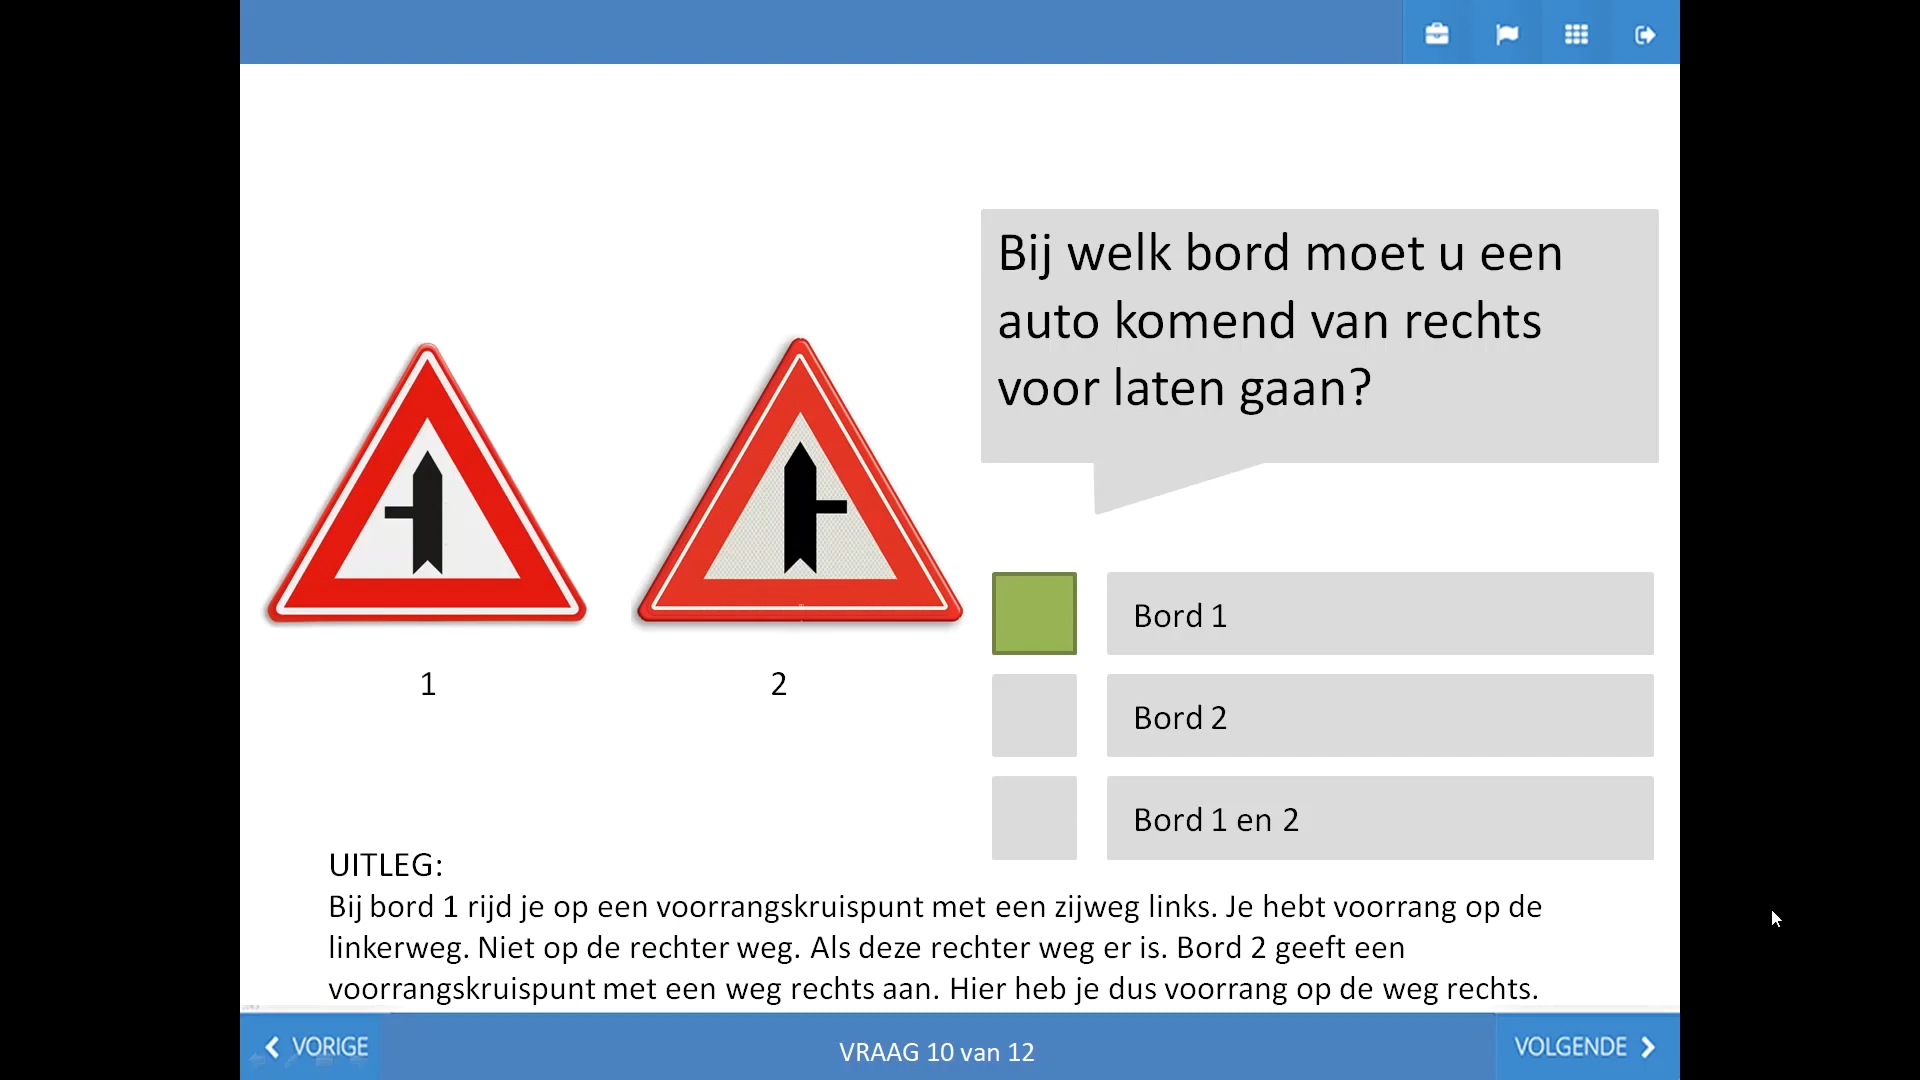 Bij welk bord moet u een
auto komend van rechts
voor laten gaan?
1
2
Bord 1
Bord 2
Bord 1 en 2
UITLEG:
Bij bord 1 rijd je op een voorrangskruispunt met een zijweg links. Je hebt voorrang op de
linkerweg. Niet op de rechter weg. Als deze rechter weg er is. Bord 2 geeft een
voorrangskruispunt met een weg rechts aan. Hier heb je dus voorrang op de weg rechts.
VORIGE
VRAAG 10 van 12
VOLGENDE